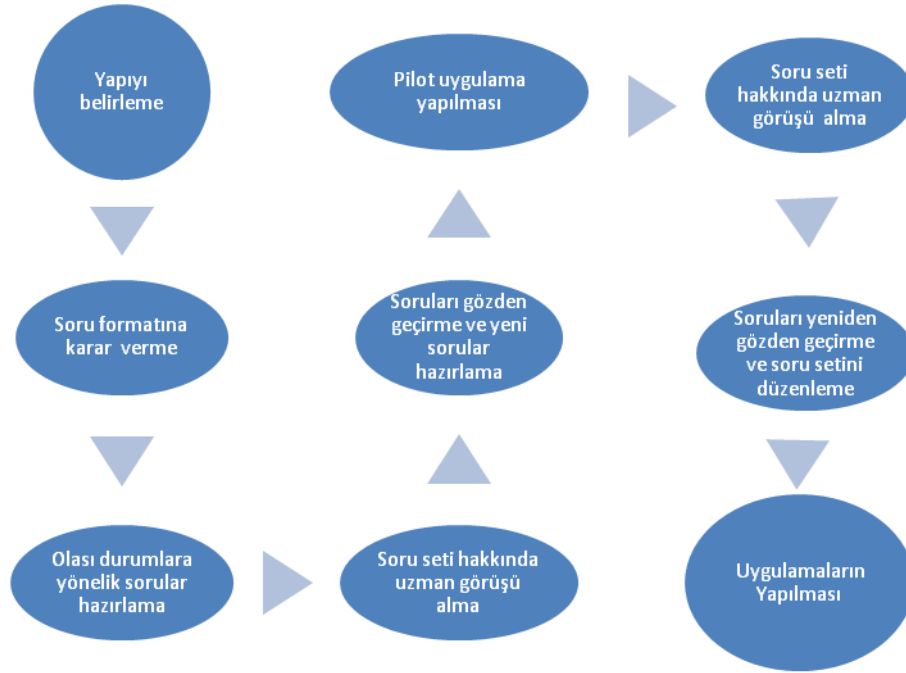 Yapıyı
belirleme
Soru formatına
karar verme
Olası durumlara
yönelik sorular
hazırlama
Soru seti hakkında
uzman görüşü
alma
Soruları gözden
geçirme ve yeni
sorular
hazırlama
Pilot uygulama
yapılması
Soru seti
hakkında uzman
görüşü alma
Soruları yeniden
gözden geçirme
ve soru setini
düzenleme
Uygulamaların
Yapılması